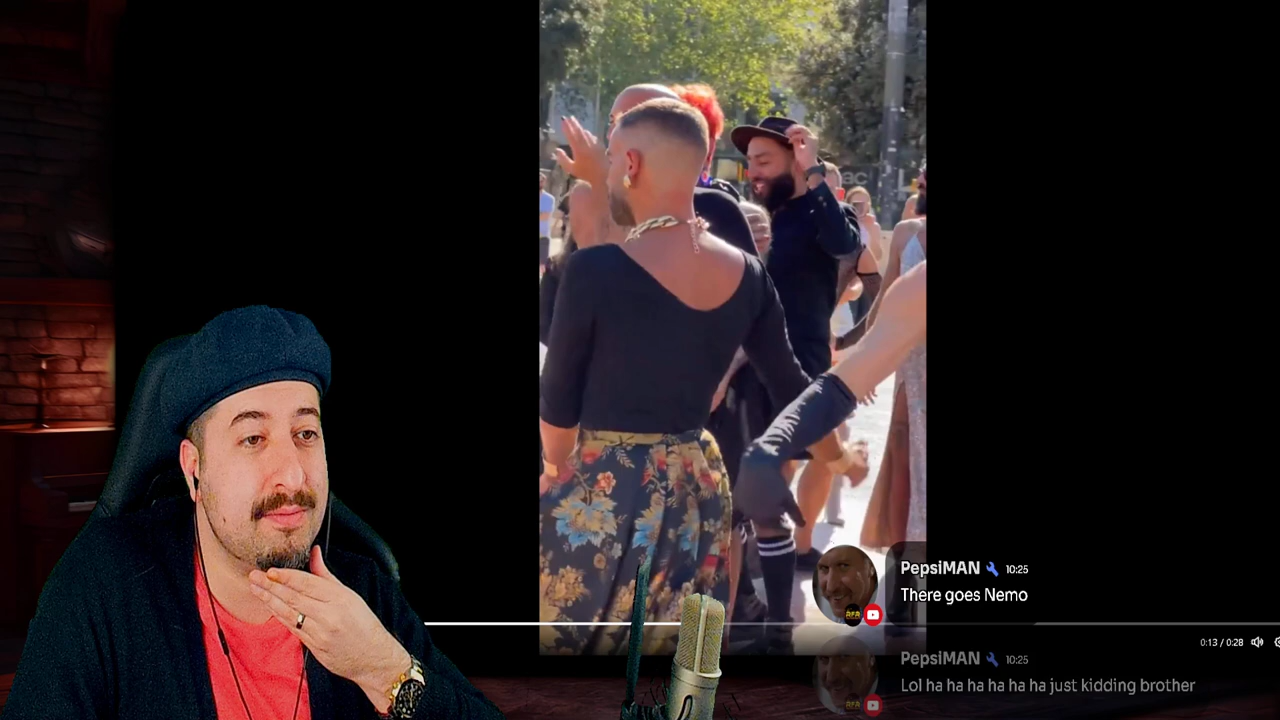 PepsiMAN 10:25
There goes Nemo
0:13 / 0:28
PepsiMAN 10:25
Lol ha ha ha ha ha ha just kidding brother